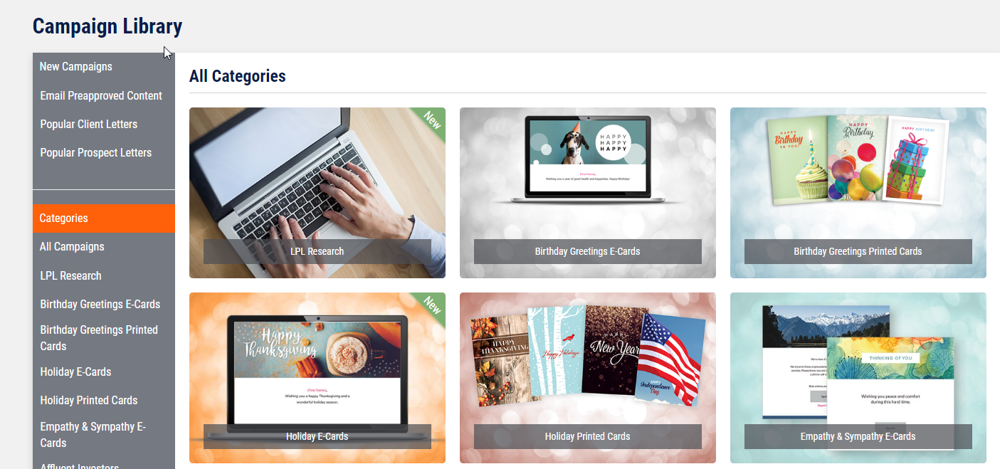 Campaign Library
New Campaigns
Email Preapproved Content
Popular Client Letters
Popular Prospect Letters
Categories
All Campaigns
LPL Research
Birthday Greetings E-Cards
Birthday Greetings Printed
Cards
Holiday E-Cards
Holiday Printed Cards
Empathy & Sympathy E-
Cards
Affluent Investors
All Categories
New
LPL Research
HAPPY
HAPPY
HAPPY
[First Name],
Wishing you a year of good health and happiness. Happy Birthday!
Birthday Greetings E-Cards
HAPPY
Birthday
TO YOU!
HAPPY
Birthday
HAPPY BIRTHDAY
Birthday Greetings Printed Cards
New
Happy
Thanksgiving
[First Name],
Wishing you a happy Thanksgiving and a
wonderful holiday season.
Holiday E-Cards
HAPPY
THANKSGIVING
Happy Holidays
HAPPY
New Year
HAPPY
Independence
Day
Holiday Printed Cards
THINKING OF YOU
Wishing you peace and comfort
during this hard time.
Empathy & Sympathy E-Cards